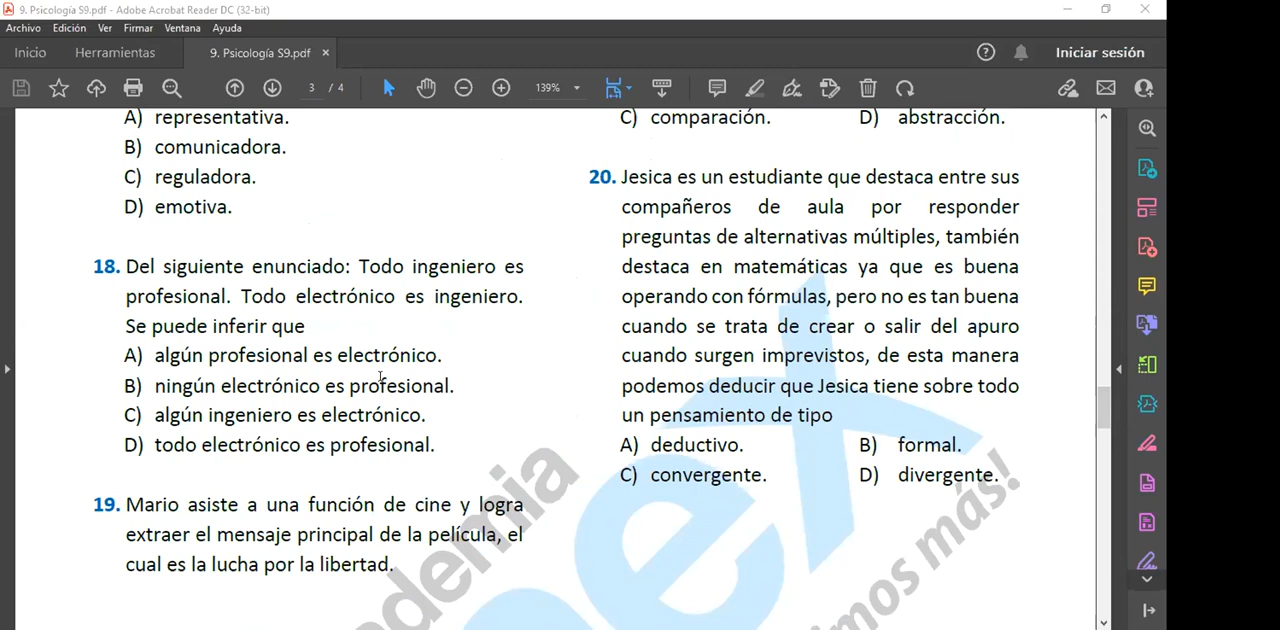 9. Psicología S9.pdf - Adobe Acrobat Reader DC (32-bit)
Archivo Edición Ver Firmar Ventana Ayuda
Inicio Herramientas 9. Psicología S9.pdf × Iniciar sesión
3 / 4 139%
A) representativa.
B) comunicadora.
C) reguladora.
D) emotiva.
18. Del siguiente enunciado: Todo ingeniero es
profesional. Todo electrónico es ingeniero.
Se puede inferir que
A) algún profesional es electrónico.
B) ningún electrónico es profesional.
C) algún ingeniero es electrónico.
D) todo electrónico es profesional.
19. Mario asiste a una función de cine y logra
extraer el mensaje principal de la película, el
cual es la lucha por la libertad.
C) comparación. D) abstracción.
20. Jesica es un estudiante que destaca entre sus
compañeros de aula por responder
preguntas de alternativas múltiples, también
destaca en matemáticas ya que es buena
operando con fórmulas, pero no es tan buena
cuando se trata de crear o salir del apuro
cuando surgen imprevistos, de esta manera
podemos deducir que Jesica tiene sobre todo
un pensamiento de tipo
A) deductivo. B) formal.
C) convergente. D) divergente.